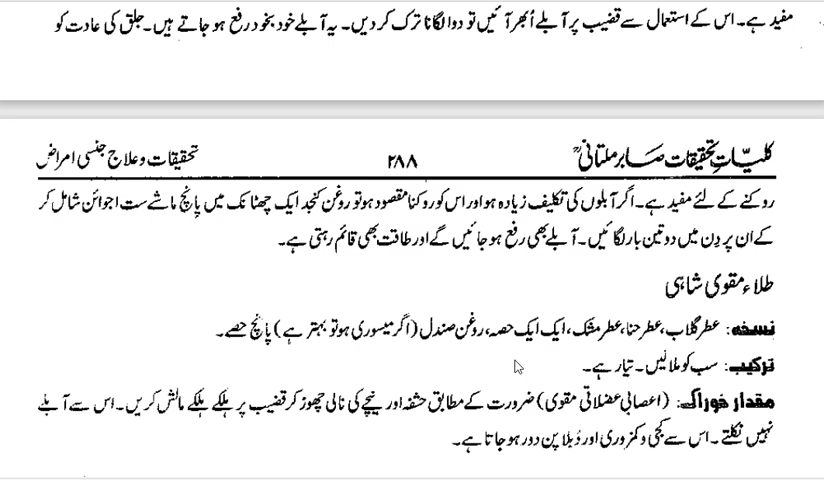 مفید ہے۔ اس کے استعمال سے قضیب پر آبلے اُبھر آئیں تو دوا لگانا ترک کر دیں۔ یہ آبلے خود بخود رفع ہو جاتے ہیں۔ جلق کی عادت کو
کلیّاتِ تحقیقات صابر ملتانیؒ ۲۸۸ تحقیقات و علاج جنسی امراض
روکنے کے لئے مفید ہے۔ اگر آبلوں کی تکلیف زیادہ ہو اور اس کو روکنا مقصود ہو تو روغن کنجد ایک چھٹانک میں پانچ ماشے ست اجوائن شامل کر
کے ان پر دِن میں دو تین بار لگائیں۔ آبلے بھی رفع ہو جائیں گے اور طاقت بھی قائم رہتی ہے۔
طلاء مقوی شاہی
نسخہ: عطر گلاب، عطر حنا، عطر مشک، ایک ایک حصہ، روغن صندل (اگر میسوری ہو تو بہتر ہے) پانچ حصے۔
ترکیب: سب کو ملا لیں۔ تیار ہے۔
مقدار خوراک: (اعصابی عضلاتی مقوی) ضرورت کے مطابق حشفہ اور نیچے کی نالی چھوڑ کر قضیب پر ہلکے ہلکے مالش کریں۔ اس سے آبلے
نہیں نکلتے۔ اس سے کجی و کمزوری اور دُبلا پن دور ہو جاتا ہے۔